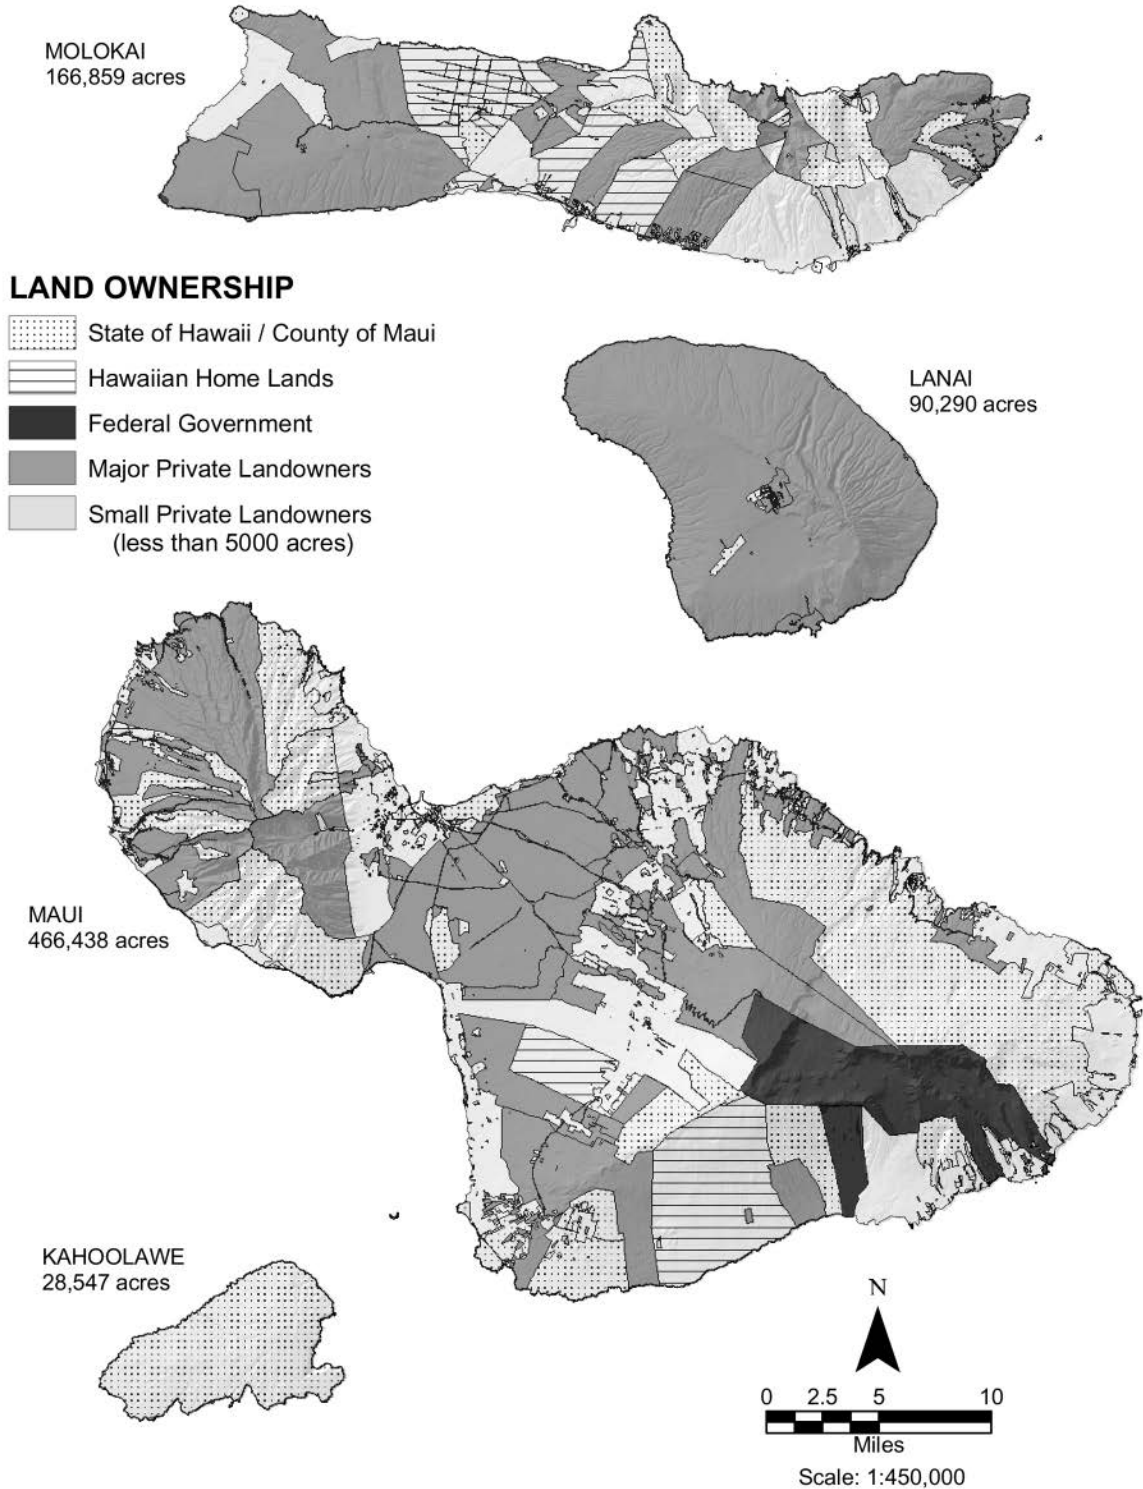 MOLOKAI
166,859 acres
LAND OWNERSHIP
State of Hawaii / County of Maui
Hawaiian Home Lands
Federal Government
Major Private Landowners
Small Private Landowners
(less than 5000 acres)
LANAI
90,290 acres
MAUI
466,438 acres
KAHOOLAWE
28,547 acres
N
0 2.5 5 10
Miles
Scale: 1:450,000